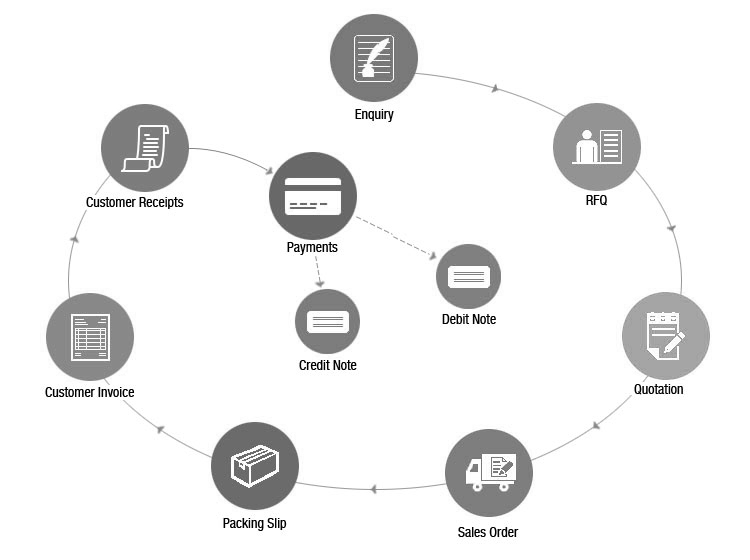 Enquiry
RFQ
Customer Receipts
Payments
Debit Note
Credit Note
Quotation
Customer Invoice
Packing Slip
Sales Order